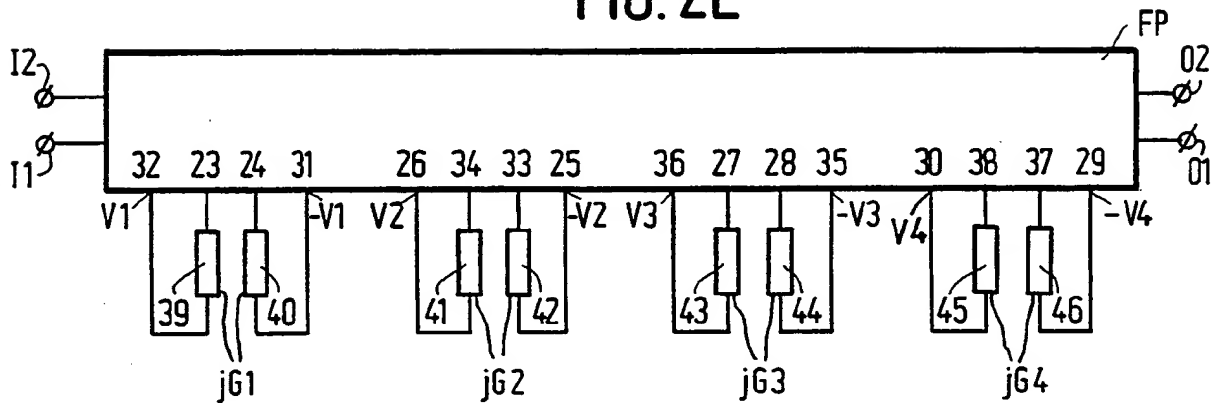 FIG. 2E
FP
I2
02
32 23 24 31 26 34 33 25 36 27 28 35 30 38 37 29
I1
01
V1 -V1 V2 -V2 V3 -V3 V4 -V4
39 40 41 42 43 44 45 46
jG1 jG2 jG3 jG4